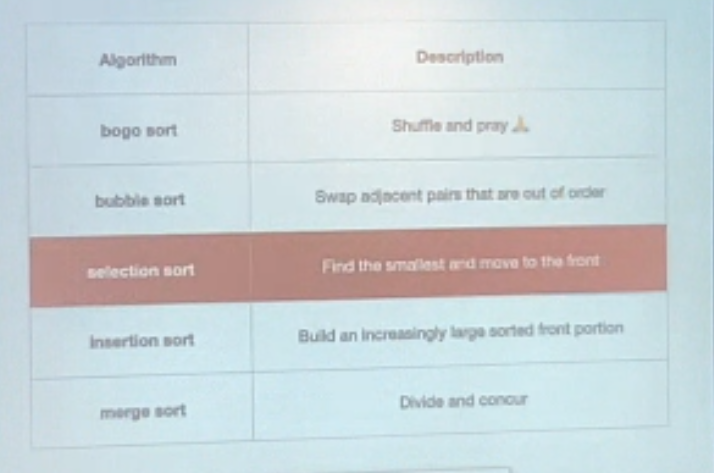 Algorithm Description
bogo sort Shuffle and pray 🙏
bubble sort Swap adjacent pairs that are out of order
selection sort Find the smallest and move to the front
insertion sort Build an increasingly large sorted front portion
merge sort Divide and concur